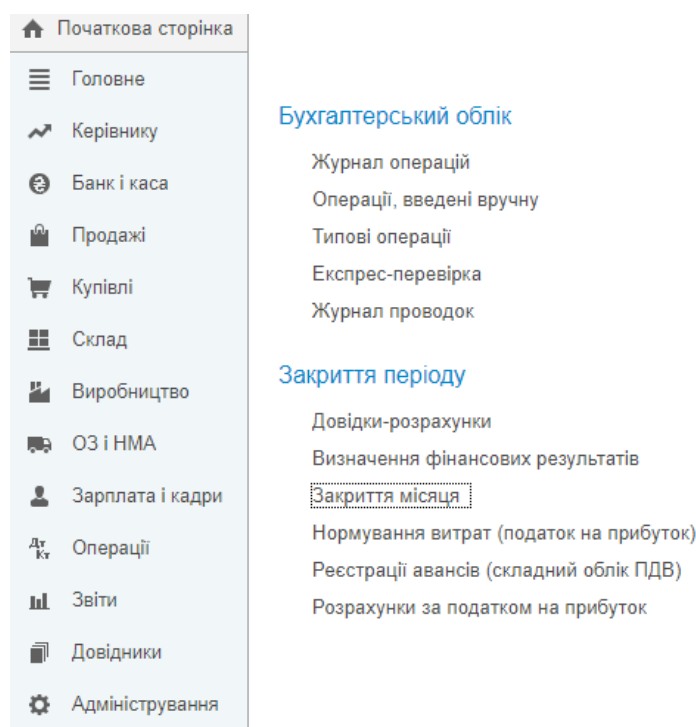 Початкова сторінка
Головне
Керівнику
Банк і каса
Продажі
Купівлі
Склад
Виробництво
ОЗ і НМА
Зарплата і кадри
Дт
Кт
Операції
Звіти
Довідники
Адміністрування
Бухгалтерський облік
Журнал операцій
Операції, введені вручну
Типові операції
Експрес-перевірка
Журнал проводок
Закриття періоду
Довідки-розрахунки
Визначення фінансових результатів
Закриття місяця
Нормування витрат (податок на прибуток)
Реєстрації авансів (складний облік ПДВ)
Розрахунки за податком на прибуток